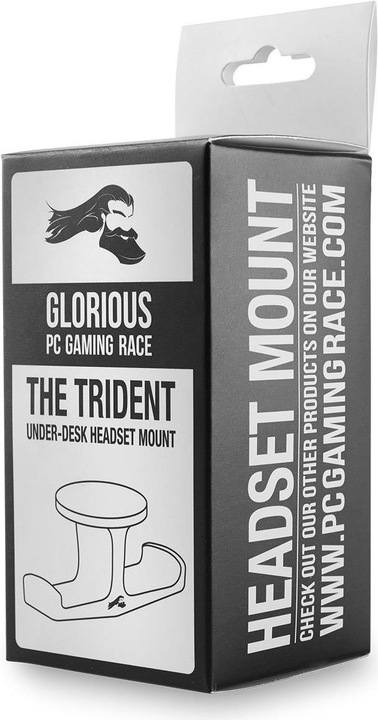 GLORIOUS
PC GAMING RACE
THE TRIDENT
UNDER-DESK HEADSET MOUNT
HEADSET MOUNT
CHECK OUT OUR OTHER PRODUCTS ON OUR WEBSITE
WWW.PCGAMINGRACE.COM